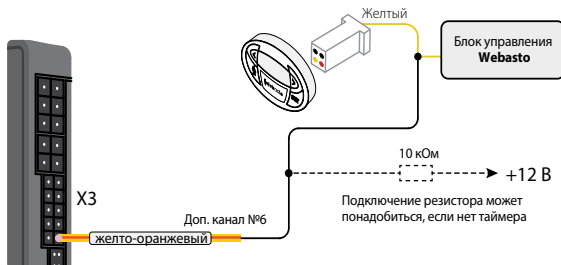 Желтый
Блок управления
Webasto
10 кОм
+12 В
X3
Подключение резистора может
понадобиться, если нет таймера
Доп. канал №6
желто-оранжевый